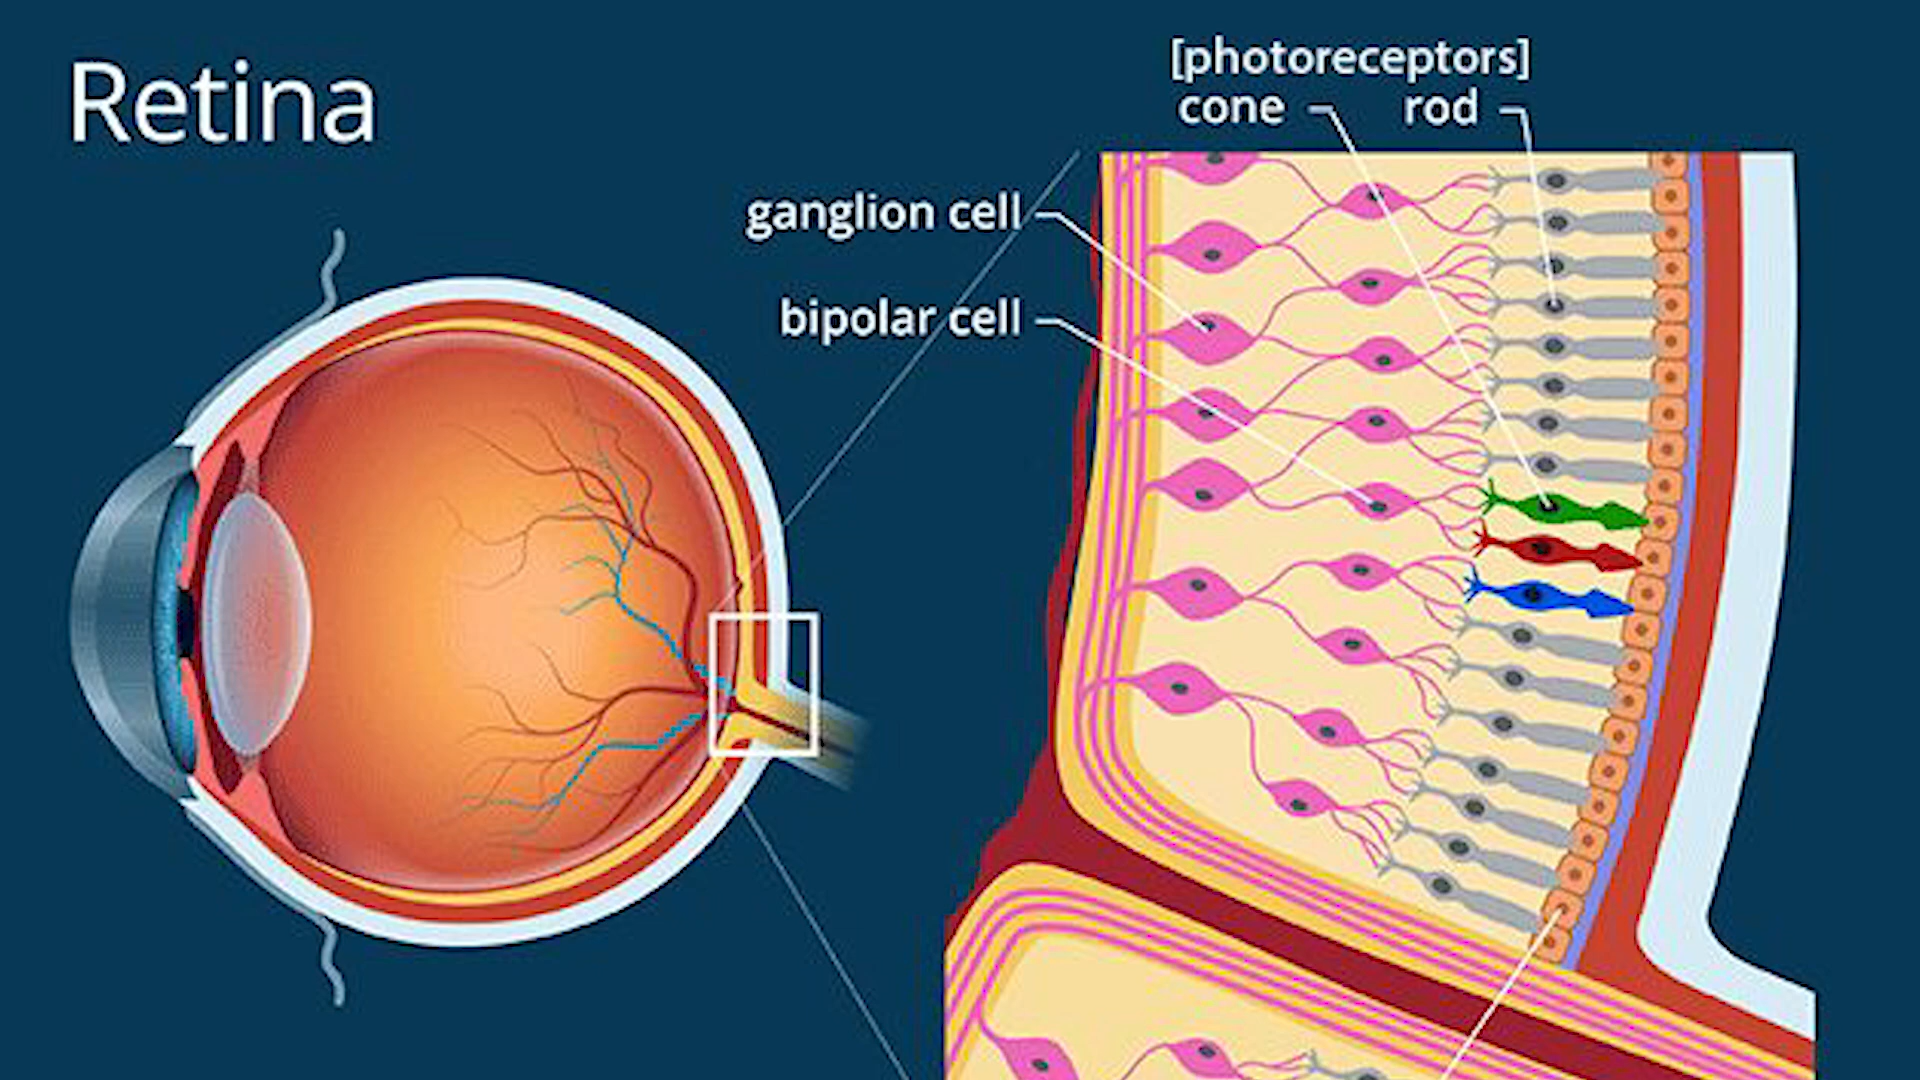 Retina
[photoreceptors]
cone rod
ganglion cell
bipolar cell